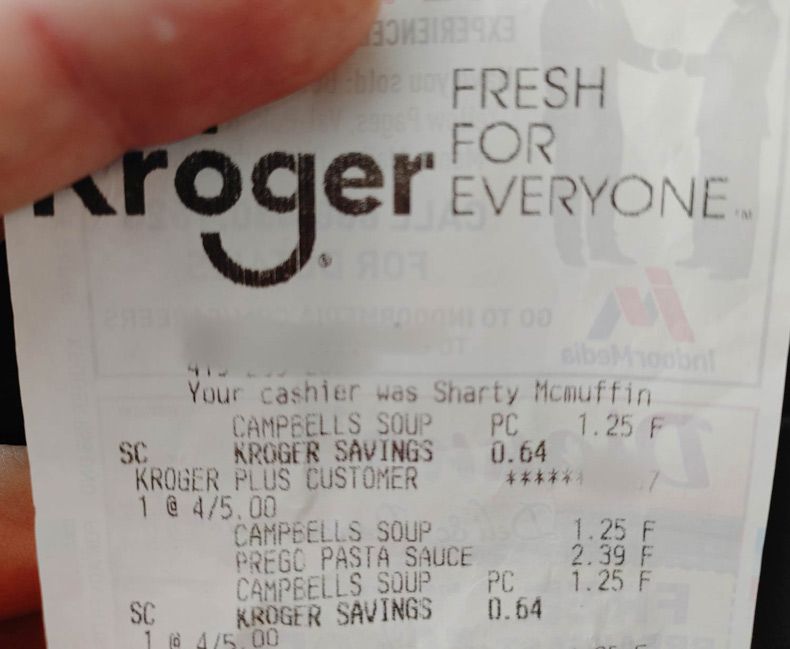 Kroger
FRESH
FOR
EVERYONE™
Your cashier was Sharty Mcmuffin
CAMPBELLS SOUP PC 1.25 F
SC KROGER SAVINGS 0.64
KROGER PLUS CUSTOMER ******* 7
1 @ 4/5.00
CAMPBELLS SOUP 1.25 F
PREGO PASTA SAUCE 2.39 F
CAMPBELLS SOUP PC 1.25 F
SC KROGER SAVINGS 0.64
1 @ 4/5.00